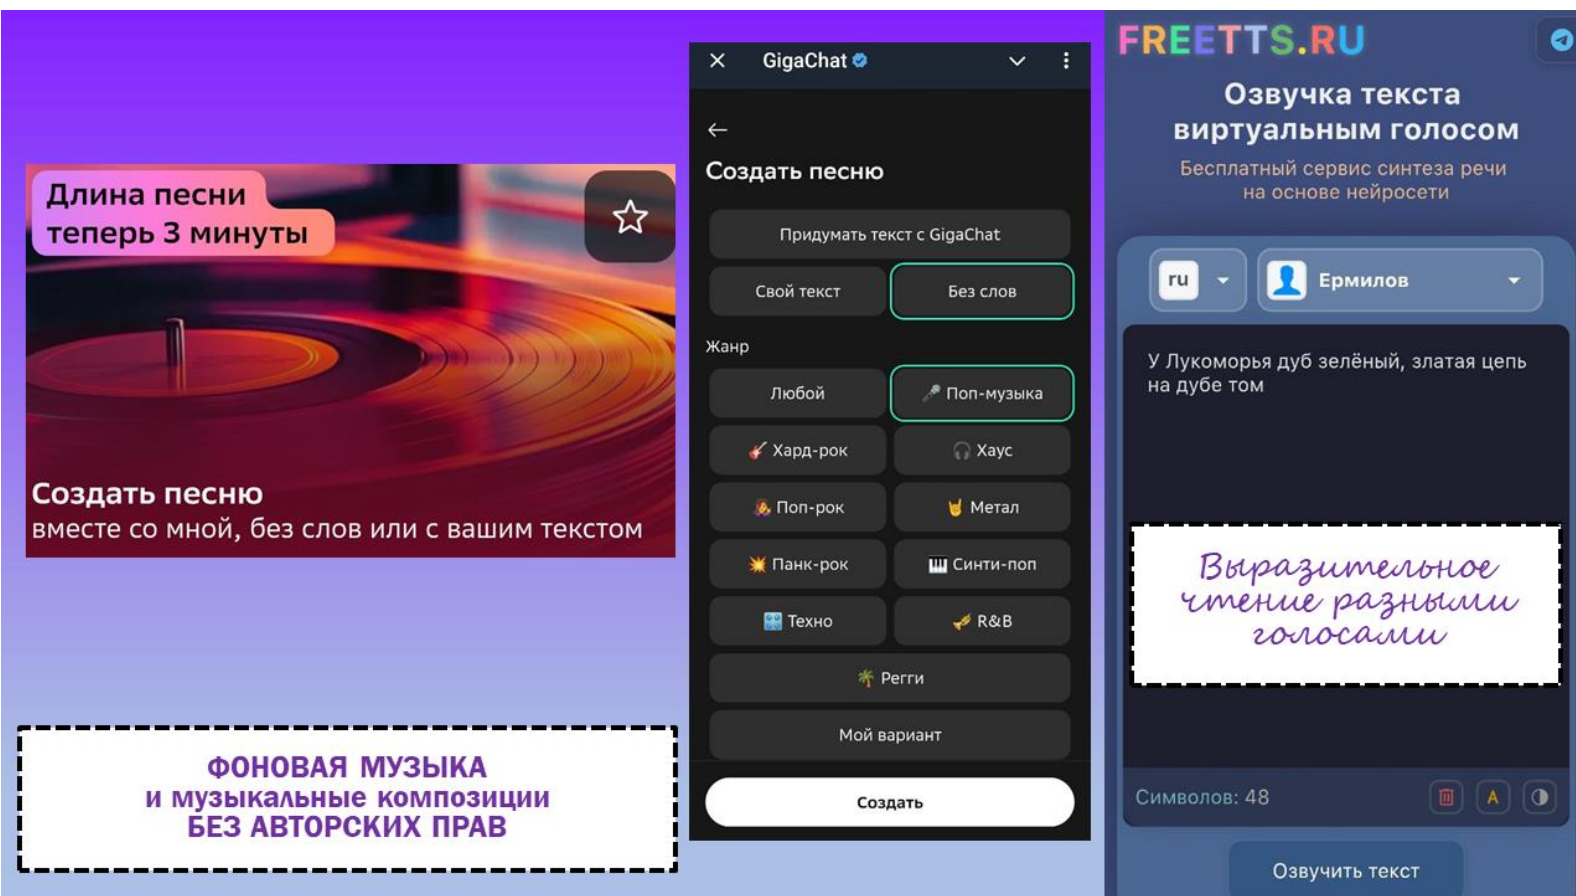 Длина песни
теперь 3 минуты
Создать песню
вместе со мной, без слов или с вашим текстом
ФОНОВАЯ МУЗЫКА
и музыкальные композиции
БЕЗ АВТОРСКИХ ПРАВ
GigaChat
Создать песню
Придумать текст с GigaChat
Свой текст
Без слов
Жанр
Любой
Поп-музыка
Хард-рок
Хаус
Поп-рок
Метал
Панк-рок
Синти-поп
Техно
R&B
Регги
Мой вариант
Создать
FREETTS.RU
Озвучка текста
виртуальным голосом
Бесплатный сервис синтеза речи
на основе нейросети
ru
Ермилов
У Лукоморья дуб зелёный, златая цепь
на дубе том
Выразительное
чтение разными
голосами
Символов: 48
A
Озвучить текст